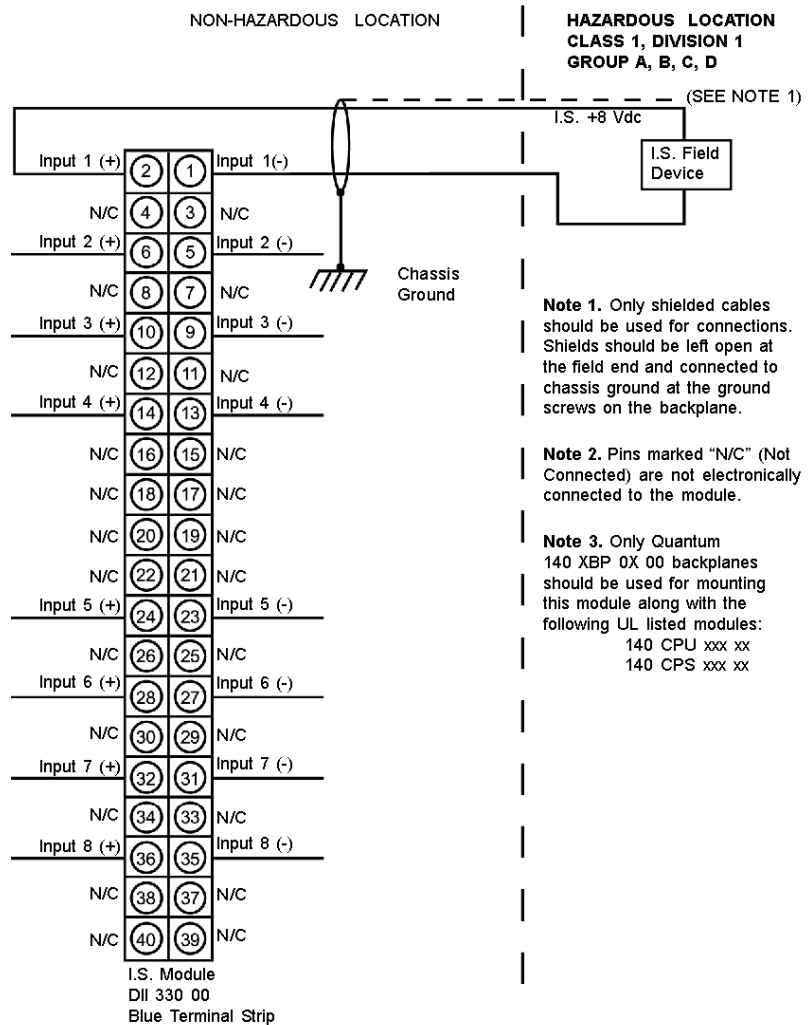 NON-HAZARDOUS LOCATION
HAZARDOUS LOCATION
CLASS 1, DIVISION 1
GROUP A, B, C, D
(SEE NOTE 1)
I.S. +8 Vdc
I.S. Field
Device
Input 1 (+) 2 1 Input 1(-)
N/C 4 3 N/C
Input 2 (+) 6 5 Input 2 (-)
N/C 8 7 N/C
Input 3 (+) 10 9 Input 3 (-)
N/C 12 11 N/C
Input 4 (+) 14 13 Input 4 (-)
N/C 16 15 N/C
N/C 18 17 N/C
N/C 20 19 N/C
N/C 22 21 N/C
Input 5 (+) 24 23 Input 5 (-)
N/C 26 25 N/C
Input 6 (+) 28 27 Input 6 (-)
N/C 30 29 N/C
Input 7 (+) 32 31 Input 7 (-)
N/C 34 33 N/C
Input 8 (+) 36 35 Input 8 (-)
N/C 38 37 N/C
N/C 40 39 N/C
I.S. Module
DII 330 00
Blue Terminal Strip
Chassis
Ground
Note 1. Only shielded cables
should be used for connections.
Shields should be left open at
the field end and connected to
chassis ground at the ground
screws on the backplane.
Note 2. Pins marked “N/C” (Not
Connected) are not electronically
connected to the module.
Note 3. Only Quantum
140 XBP 0X 00 backplanes
should be used for mounting
this module along with the
following UL listed modules:
140 CPU xxx xx
140 CPS xxx xx